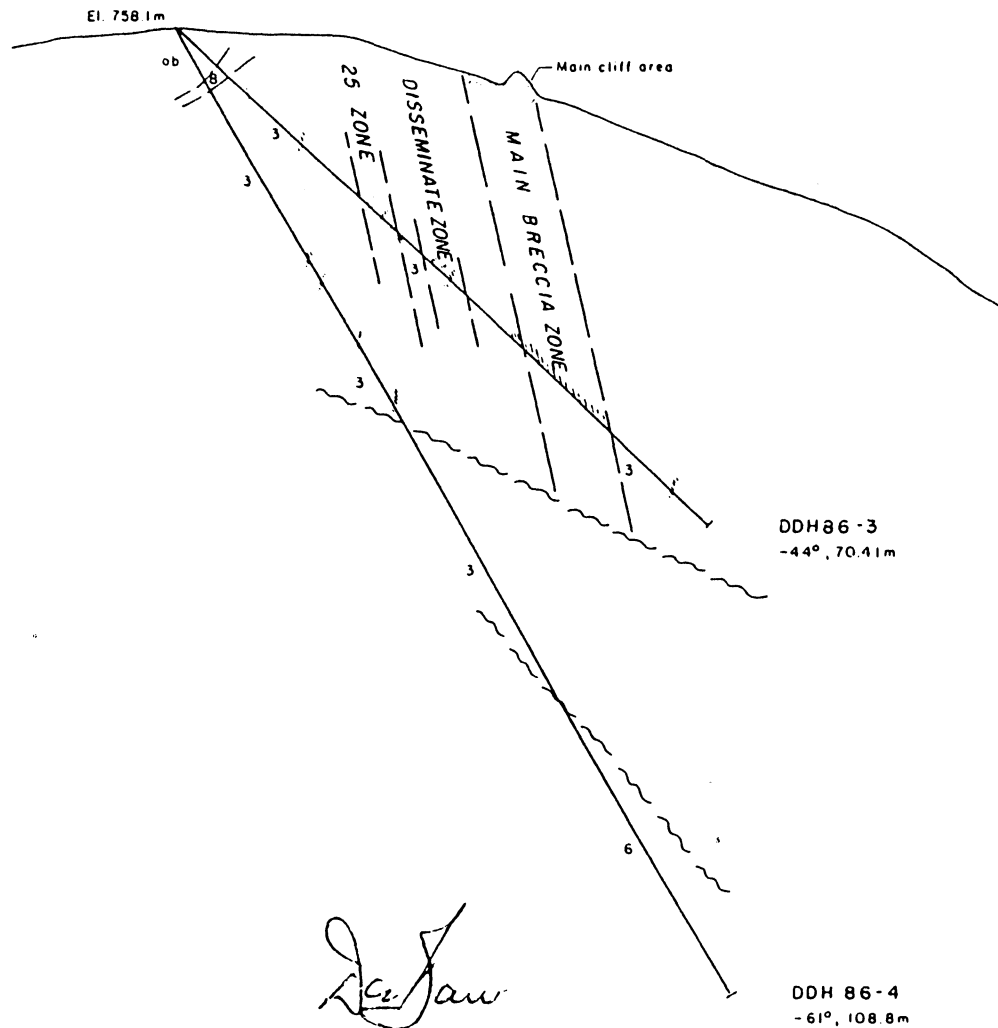 El. 758.1m
ob
8
Main cliff area
25 ZONE
DISSEMINATE ZONE
MAIN BRECCIA ZONE
3
3
3
3
3
DDH86-3
-44°, 70.41m
3
6
DDH 86-4
-61°, 108.8m